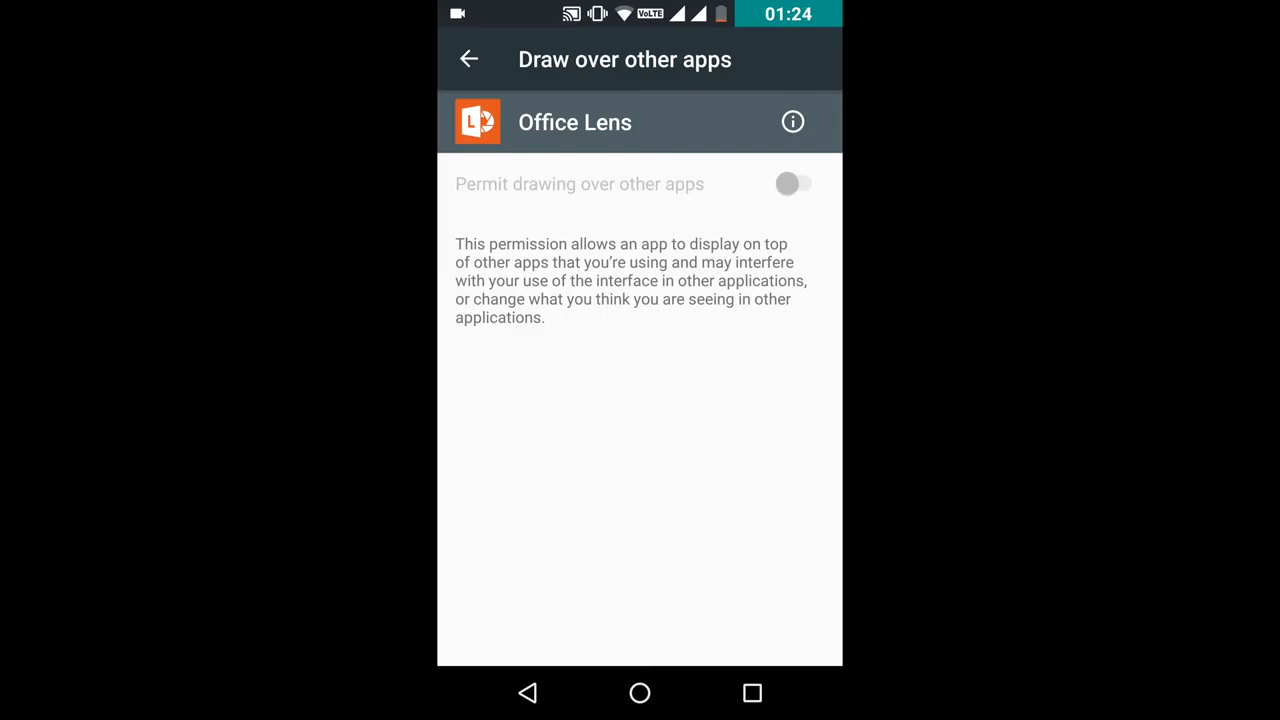 VoLTE 01:24
Draw over other apps
L Office Lens
Permit drawing over other apps
This permission allows an app to display on top
of other apps that you’re using and may interfere
with your use of the interface in other applications,
or change what you think you are seeing in other
applications.